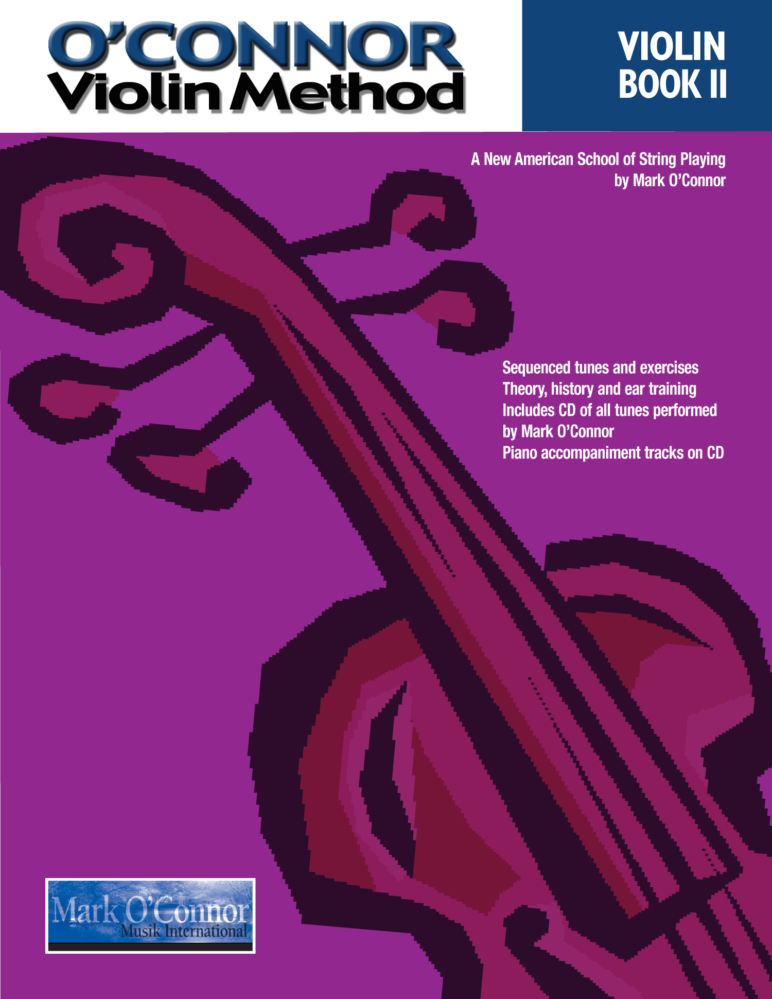 O'CONNOR
Violin Method
VIOLIN
BOOK II
A New American School of String Playing
by Mark O'Connor
Sequenced tunes and exercises
Theory, history and ear training
Includes CD of all tunes performed
by Mark O'Connor
Piano accompaniment tracks on CD
Mark O'Connor
Musik International